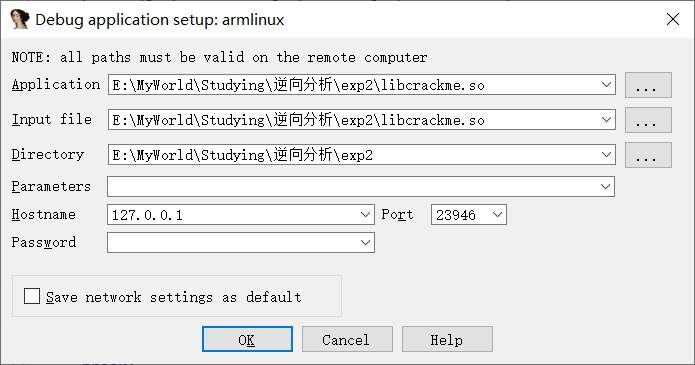 Debug application setup: armlinux
NOTE: all paths must be valid on the remote computer
Application E:\MyWorld\Studying\逆向分析\exp2\libcrackme.so ...
Input file E:\MyWorld\Studying\逆向分析\exp2\libcrackme.so ...
Directory E:\MyWorld\Studying\逆向分析\exp2 ...
Parameters
Hostname 127.0.0.1 Port 23946
Password
Save network settings as default
OK Cancel Help